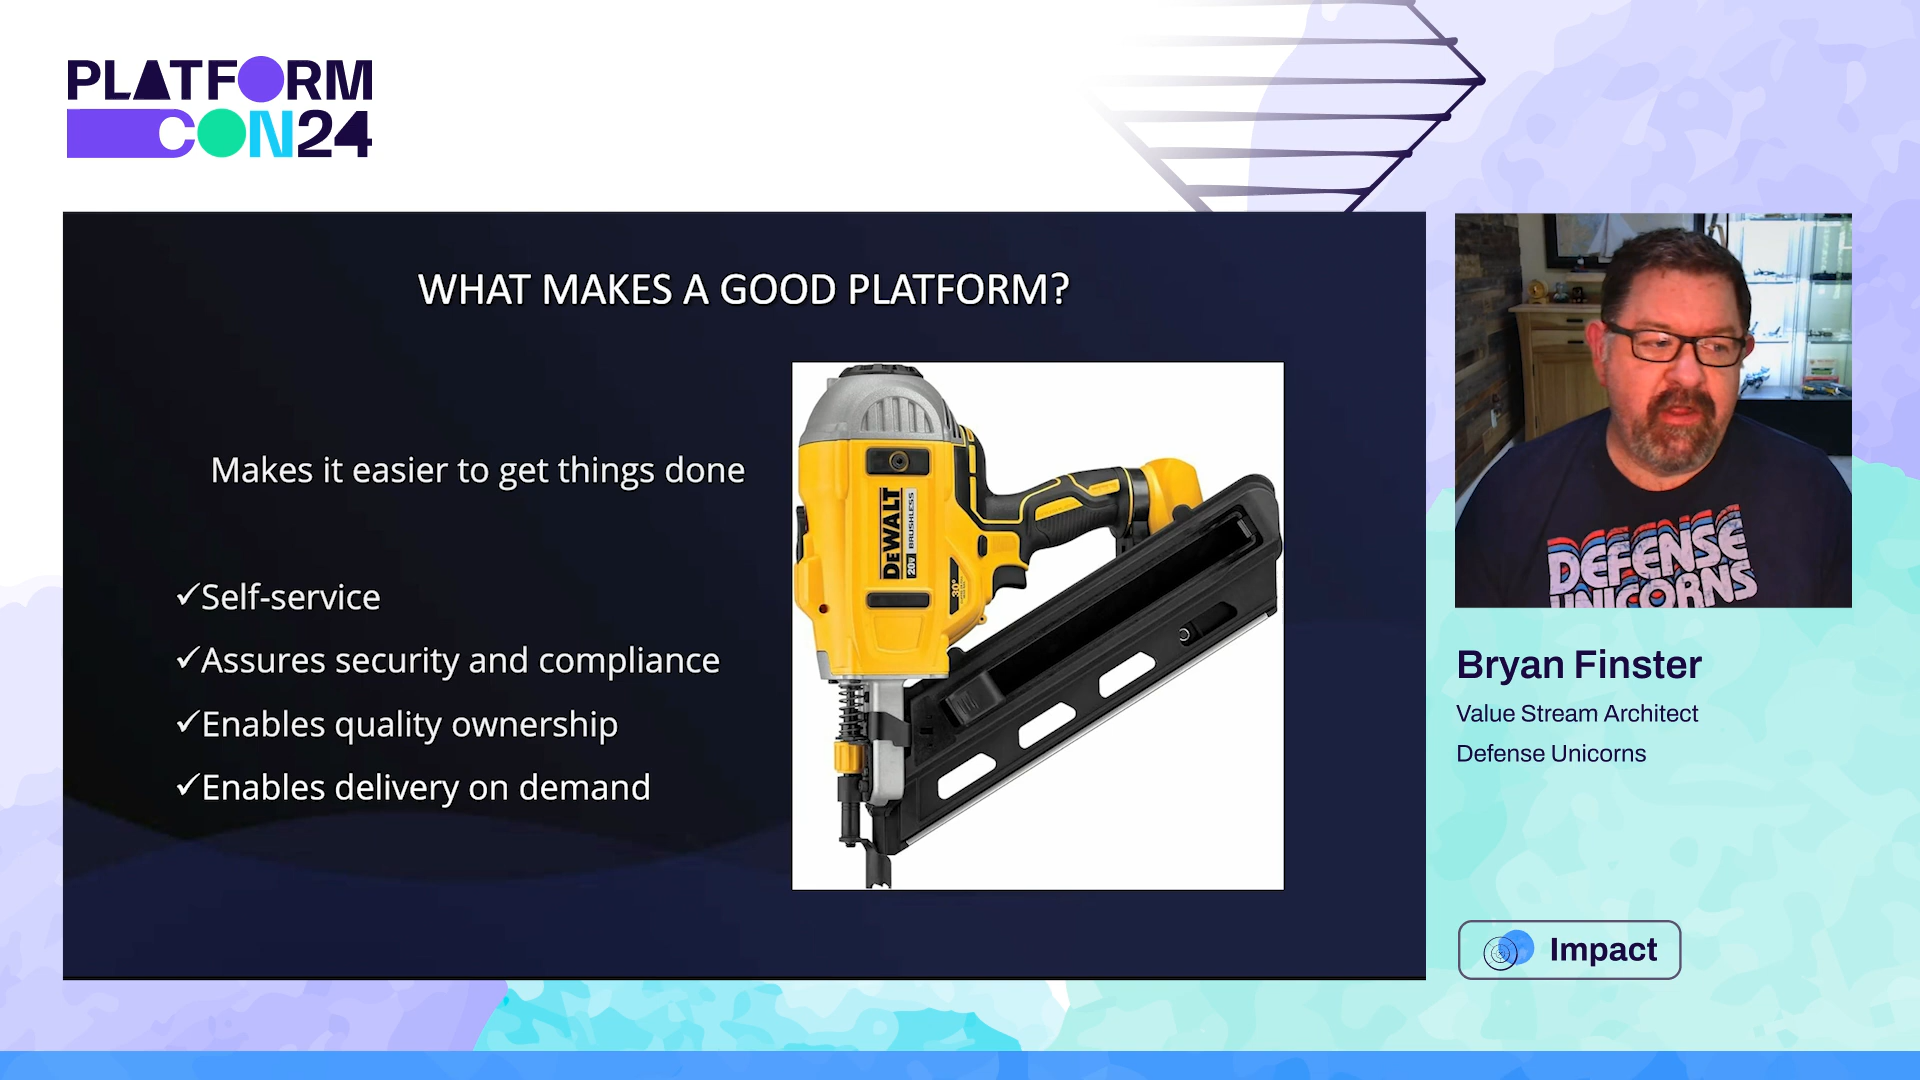 PLATFORM
CON24
WHAT MAKES A GOOD PLATFORM?
Makes it easier to get things done
✓Self-service
✓Assures security and compliance
✓Enables quality ownership
✓Enables delivery on demand
DEWALT
20V BRUSHLESS
30°
DEFENSE
UNICORNS
Bryan Finster
Value Stream Architect
Defense Unicorns
Impact